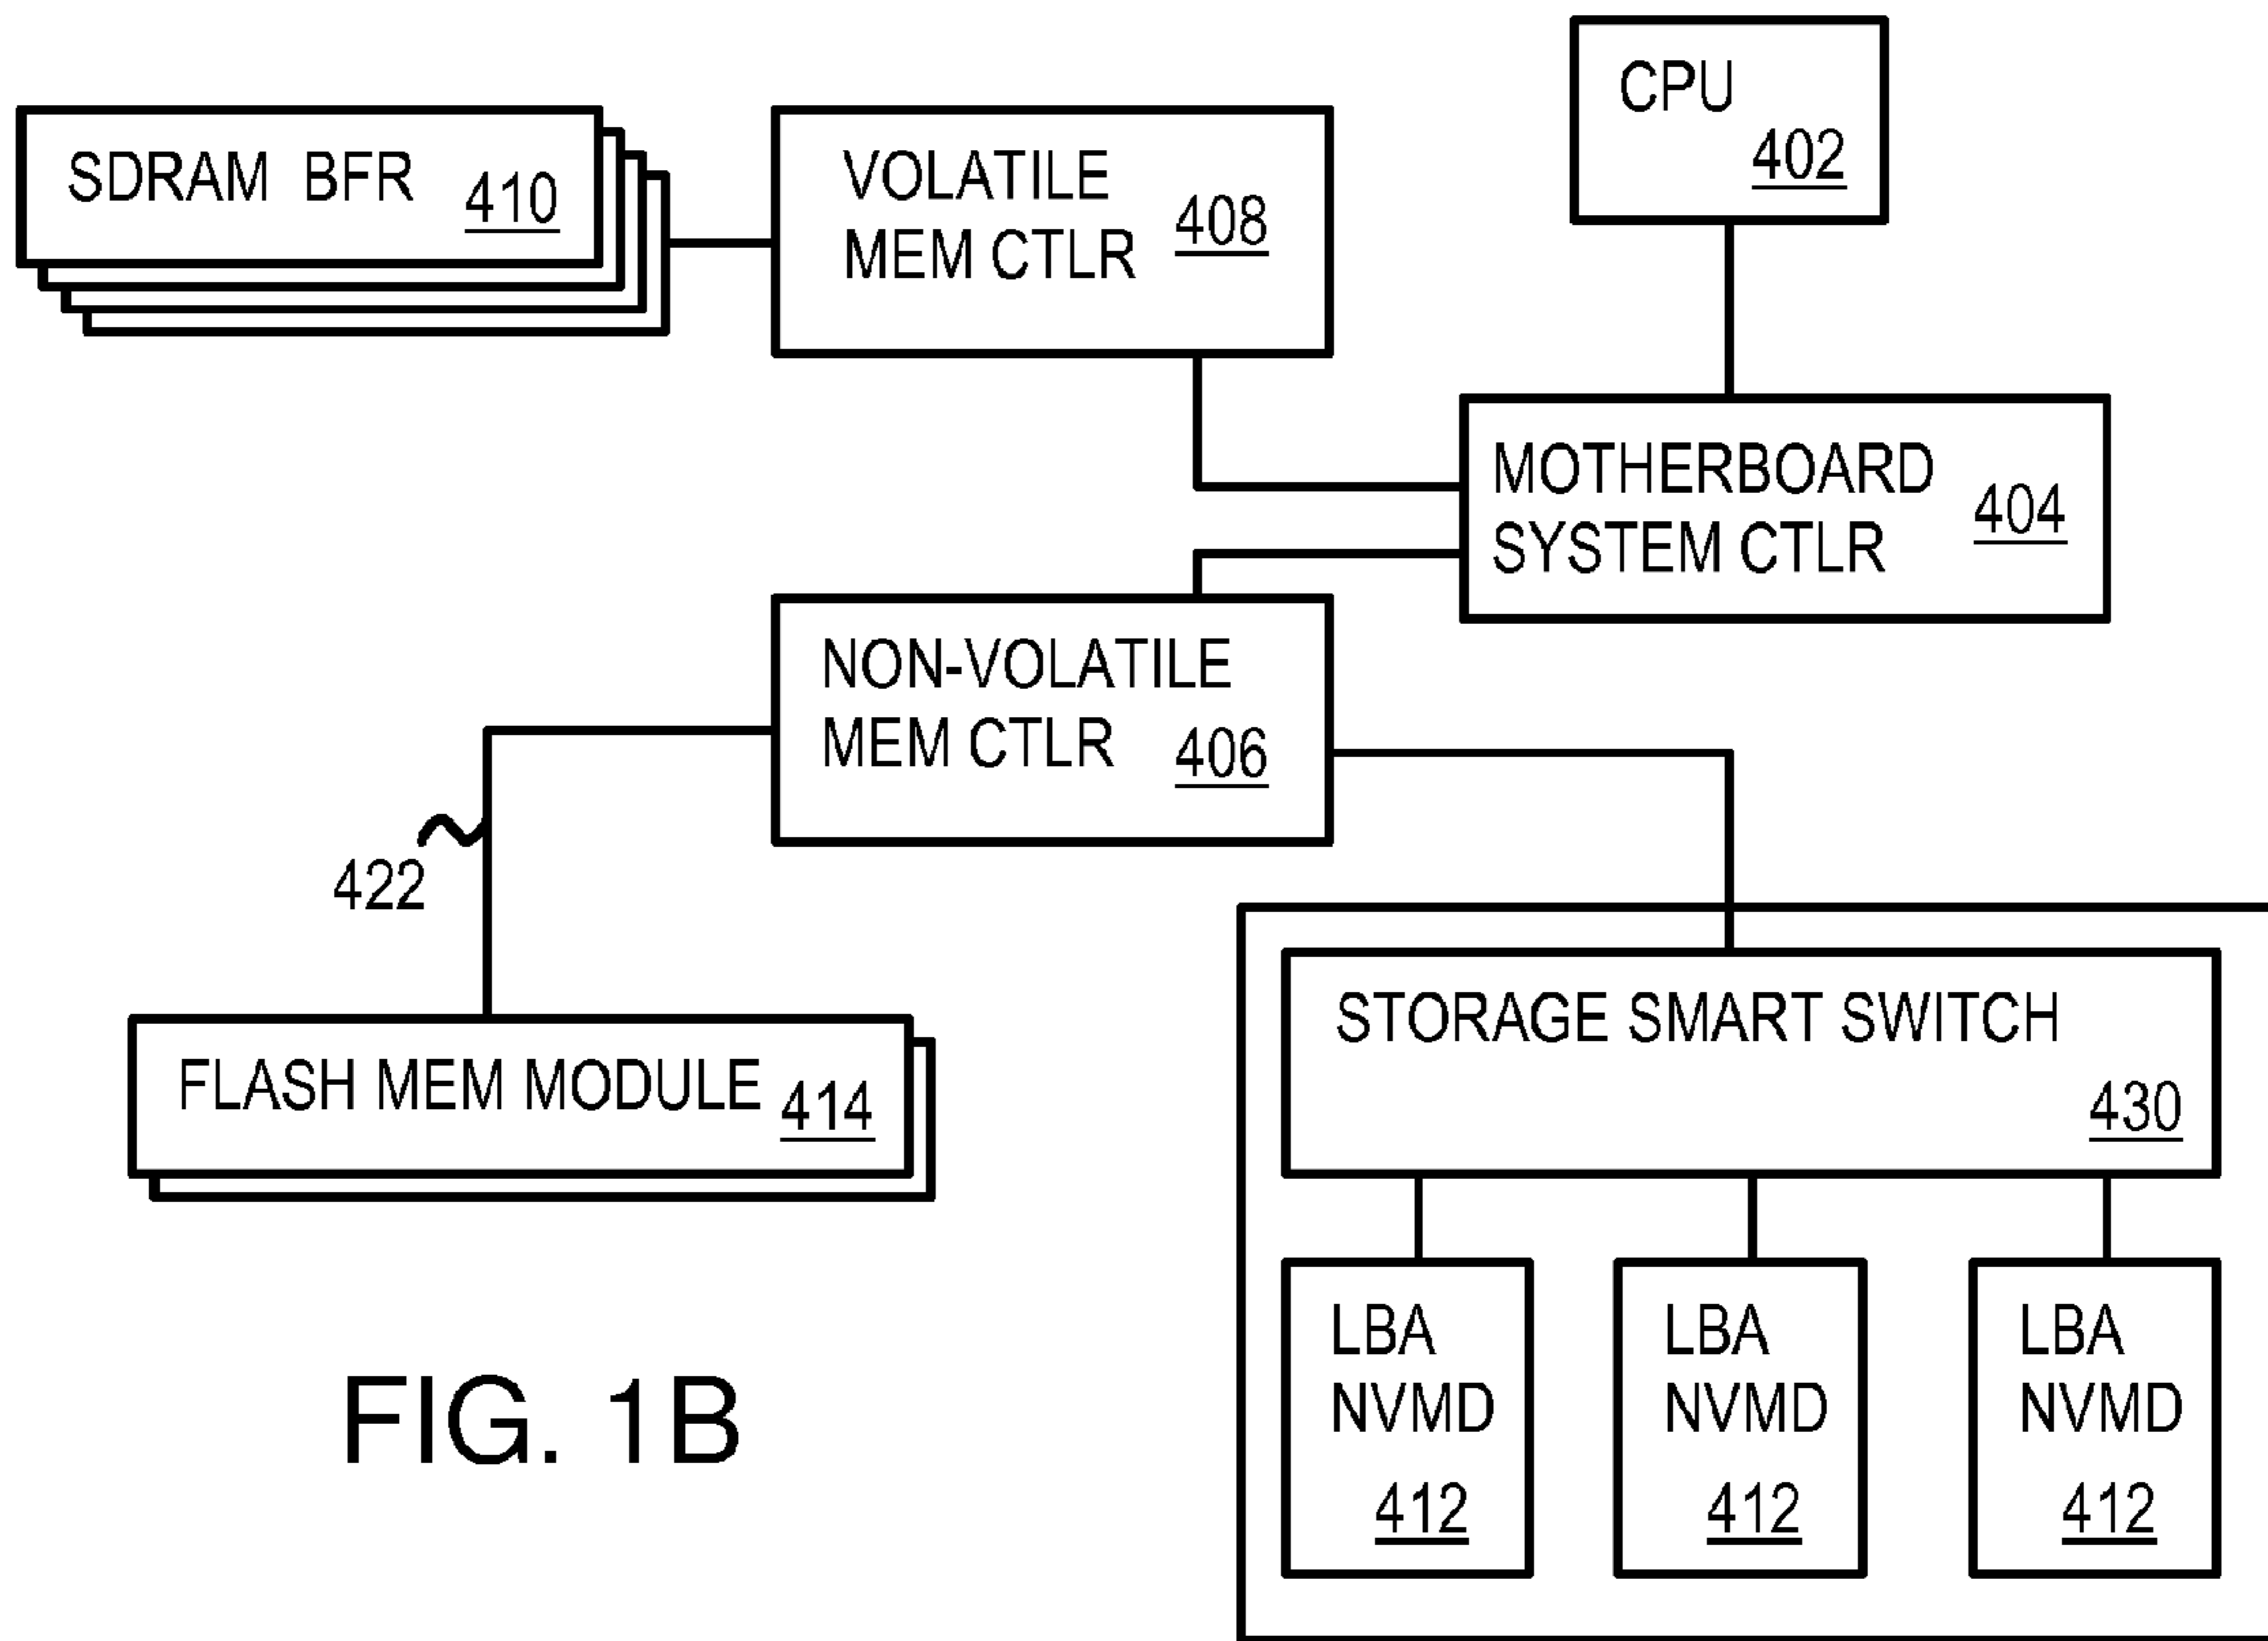 CPU
402
SDRAM BFR
410
VOLATILE
MEM CTLR
408
MOTHERBOARD
SYSTEM CTLR
404
NON-VOLATILE
MEM CTLR
406
422
STORAGE SMART SWITCH
430
FLASH MEM MODULE
414
LBA
NVMD
412
LBA
NVMD
412
LBA
NVMD
412
FIG. 1B